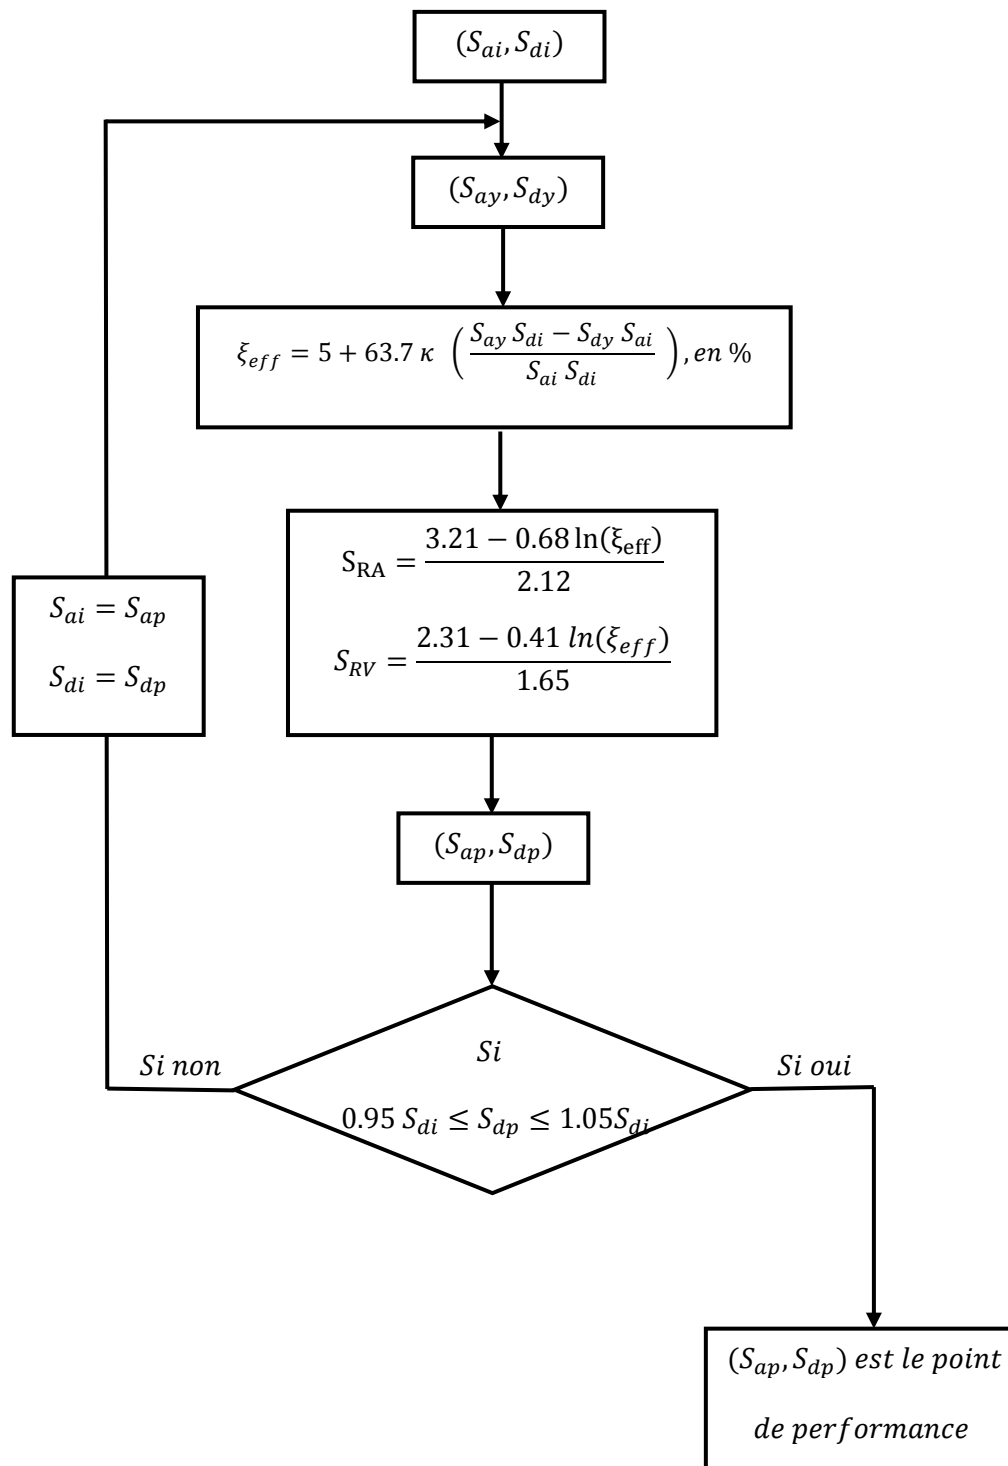 (S_ai, S_di)
(S_ay, S_dy)
ξ_eff = 5 + 63.7 κ ( (S_ay S_di − S_dy S_ai) / (S_ai S_di) ), en %
S_RA = (3.21 − 0.68 ln(ξ_eff)) / 2.12
S_RV = (2.31 − 0.41 ln(ξ_eff)) / 1.65
S_ai = S_ap
S_di = S_dp
(S_ap, S_dp)
Si non
Si
Si oui
0.95 S_di ≤ S_dp ≤ 1.05S_di
(S_ap, S_dp) est le point
de performance